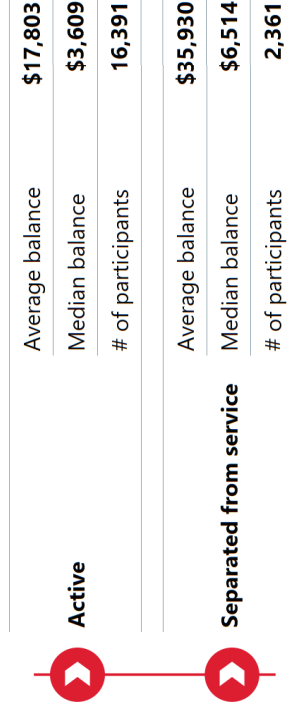 Average balance $17,803
Active Median balance $3,609
# of participants 16,391
Average balance $35,930
Separated from service Median balance $6,514
# of participants 2,361